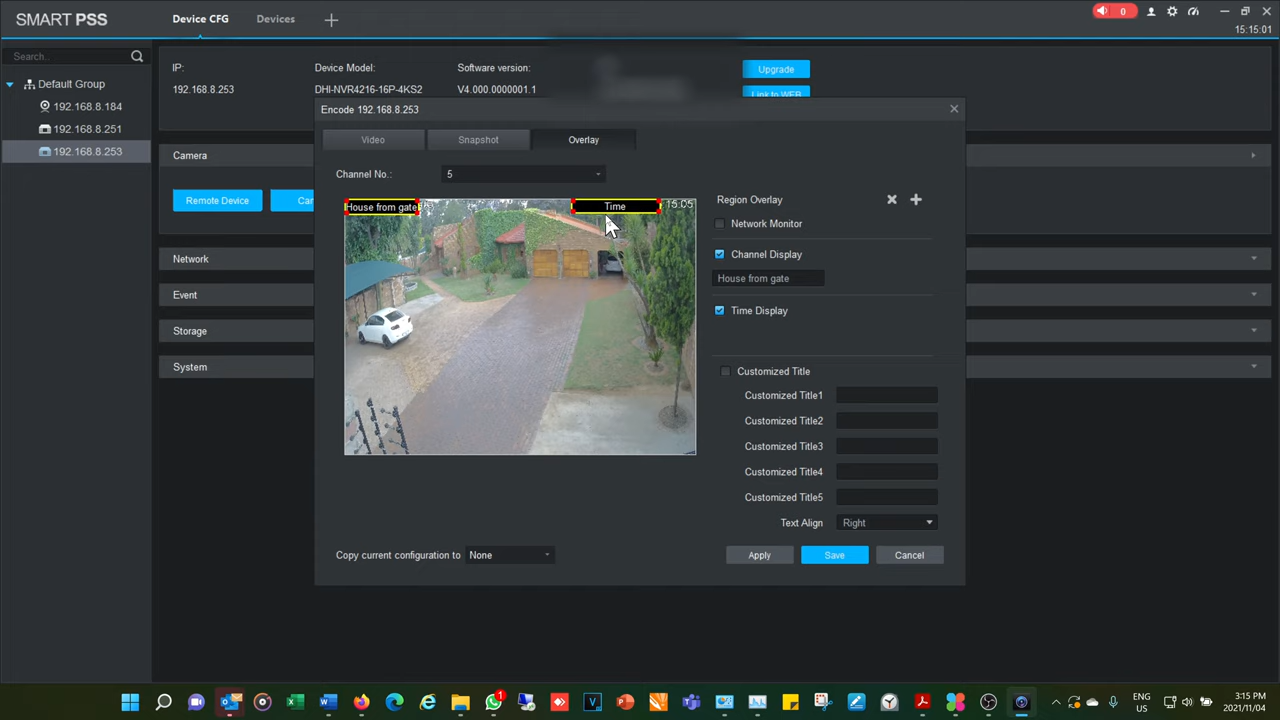 SMART PSS
Device CFG
Devices
0
15:15:01
Search..
Default Group
192.168.8.184
192.168.8.251
192.168.8.253
IP:
192.168.8.253
Device Model:
DHI-NVR4216-16P-4KS2
Software version:
V4.000.0000001.1
Upgrade
Link to WEB
Camera
Remote Device
Network
Event
Storage
System
Encode 192.168.8.253
Video
Snapshot
Overlay
Channel No.:
5
House from gate
Time
15:05
Region Overlay
Network Monitor
Channel Display
House from gate
Time Display
Customized Title
Customized Title1
Customized Title2
Customized Title3
Customized Title4
Customized Title5
Text Align
Right
Copy current configuration to
None
Apply
Save
Cancel
1
ENG
US
3:15 PM
2021/11/04